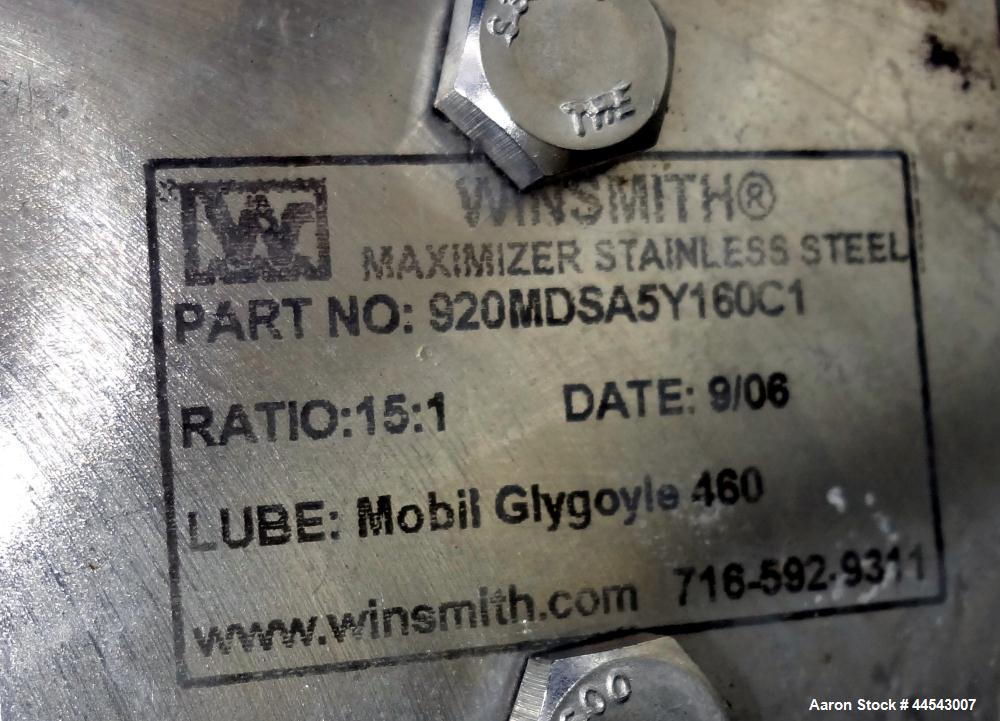 THE
W
WINSMITH®
MAXIMIZER STAINLESS STEEL
PART NO: 920MDSA5Y160C1
RATIO:15:1 DATE: 9/06
LUBE: Mobil Glygoyle 460
www.winsmith.com 716-592-9311
Aaron Stock # 44543007